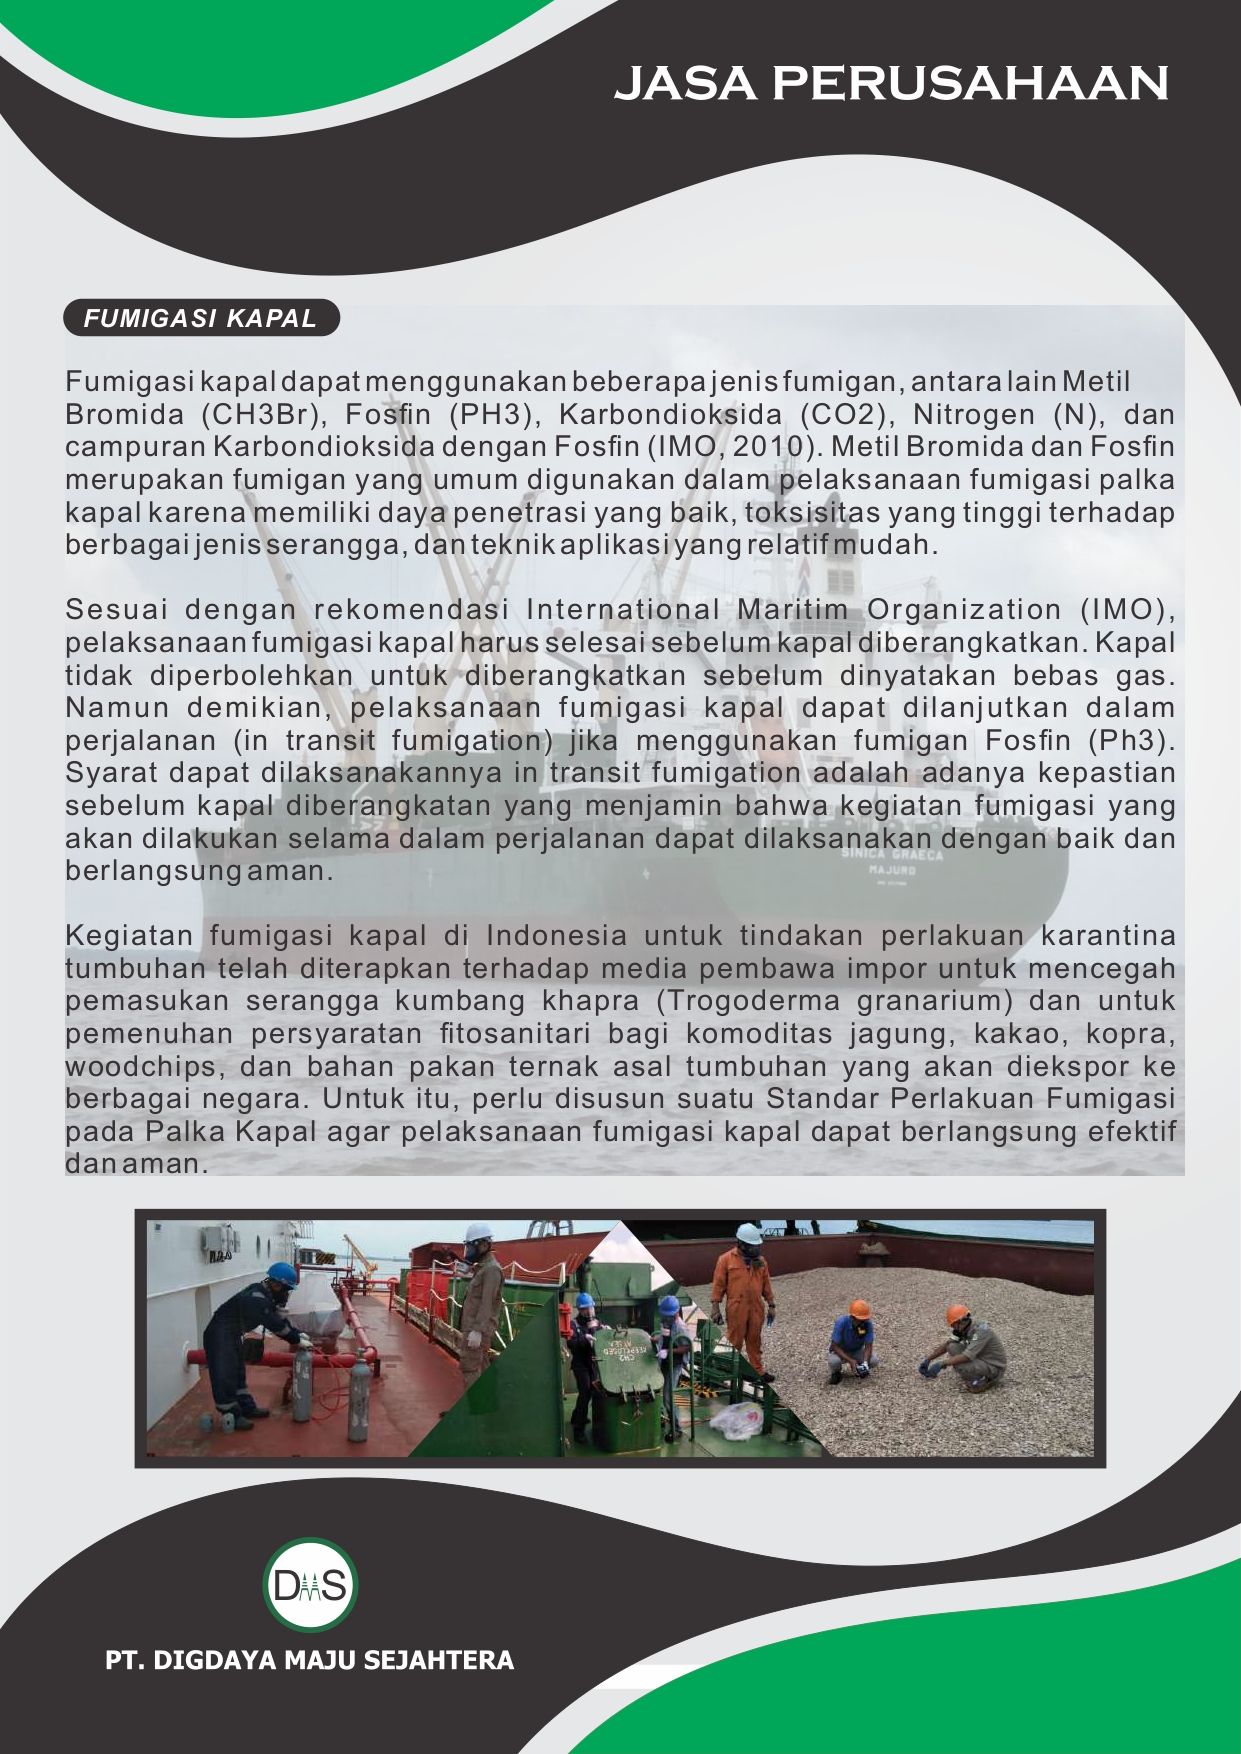 JASA PERUSAHAAN
FUMIGASI KAPAL
Fumigasi kapal dapat menggunakan beberapa jenis fumigan, antara lain Metil
Bromida (CH3Br), Fosfin (PH3), Karbondioksida (CO2), Nitrogen (N), dan
campuran Karbondioksida dengan Fosfin (IMO, 2010). Metil Bromida dan Fosfin
merupakan fumigan yang umum digunakan dalam pelaksanaan fumigasi palka
kapal karena memiliki daya penetrasi yang baik, toksisitas yang tinggi terhadap
berbagai jenis serangga, dan teknik aplikasi yang relatif mudah.
Sesuai dengan rekomendasi International Maritim Organization (IMO),
pelaksanaan fumigasi kapal harus selesai sebelum kapal diberangkatkan. Kapal
tidak diperbolehkan untuk diberangkatkan sebelum dinyatakan bebas gas.
Namun demikian, pelaksanaan fumigasi kapal dapat dilanjutkan dalam
perjalanan (in transit fumigation) jika menggunakan fumigan Fosfin (Ph3).
Syarat dapat dilaksanakannya in transit fumigation adalah adanya kepastian
sebelum kapal diberangkatan yang menjamin bahwa kegiatan fumigasi yang
akan dilakukan selama dalam perjalanan dapat dilaksanakan dengan baik dan
berlangsung aman.
SINICA GRAECA
MAJURO
Kegiatan fumigasi kapal di Indonesia untuk tindakan perlakuan karantina
tumbuhan telah diterapkan terhadap media pembawa impor untuk mencegah
pemasukan serangga kumbang khapra (Trogoderma granarium) dan untuk
pemenuhan persyaratan fitosanitari bagi komoditas jagung, kakao, kopra,
woodchips, dan bahan pakan ternak asal tumbuhan yang akan diekspor ke
berbagai negara. Untuk itu, perlu disusun suatu Standar Perlakuan Fumigasi
pada Palka Kapal agar pelaksanaan fumigasi kapal dapat berlangsung efektif
dan aman.
DMS
PT. DIGDAYA MAJU SEJAHTERA